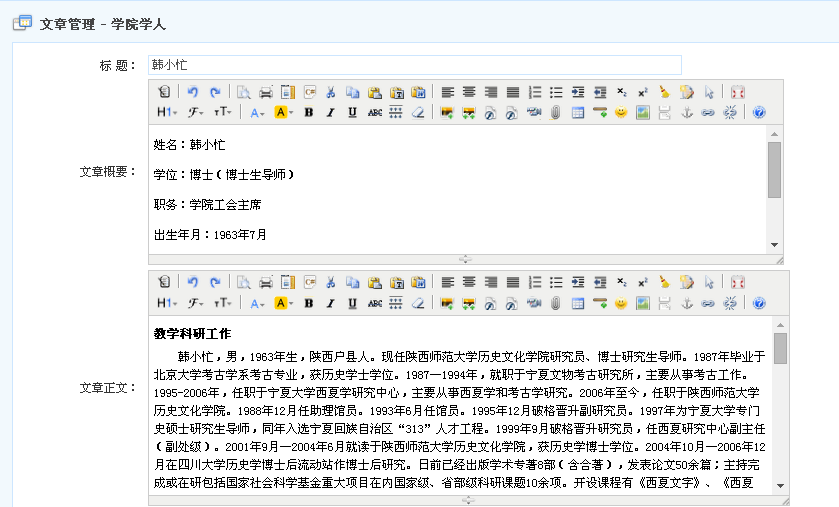 文章管理 - 学院学人
标 题：
韩小忙
H1 F TT A A B I U ABC
文章概要：
姓名：韩小忙
学位：博士（博士生导师）
职务：学院工会主席
出生年月：1963年7月
H1 F TT A A B I U ABC
文章正文：
教学科研工作
韩小忙，男，1963年生，陕西户县人。现任陕西师范大学历史文化学院研究员、博士研究生导师。1987年毕业于
北京大学考古学系考古专业，获历史学士学位。1987—1994年，就职于宁夏文物考古研究所，主要从事考古工作。
1995-2006年，任职于宁夏大学西夏学研究中心，主要从事西夏学和考古学研究。2006年至今，任职于陕西师范大学
历史文化学院。1988年12月任助理馆员。1993年6月任馆员。1995年12月破格晋升副研究员。1997年为宁夏大学专门
史硕士研究生导师，同年入选宁夏回族自治区“313”人才工程。1999年9月破格晋升研究员，任西夏研究中心副主任
（副处级）。2001年9月—2004年6月就读于陕西师范大学历史文化学院，获历史学博士学位。2004年10月—2006年12
月在四川大学历史学博士后流动站作博士后研究。日前已经出版学术专著8部（含合著），发表论文50余篇；主持完
成或在研包括国家社会科学基金重大项目在内国家级、省部级科研课题10余项。开设课程有《西夏文字》、《西夏